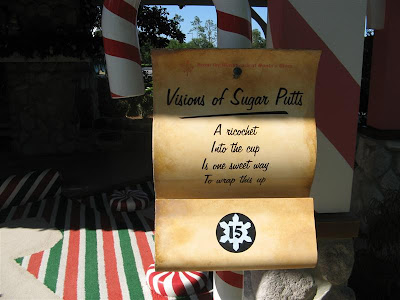 Visions of Sugar Putts
A ricochet
Into the cup
Is one sweet way
To wrap this up
15